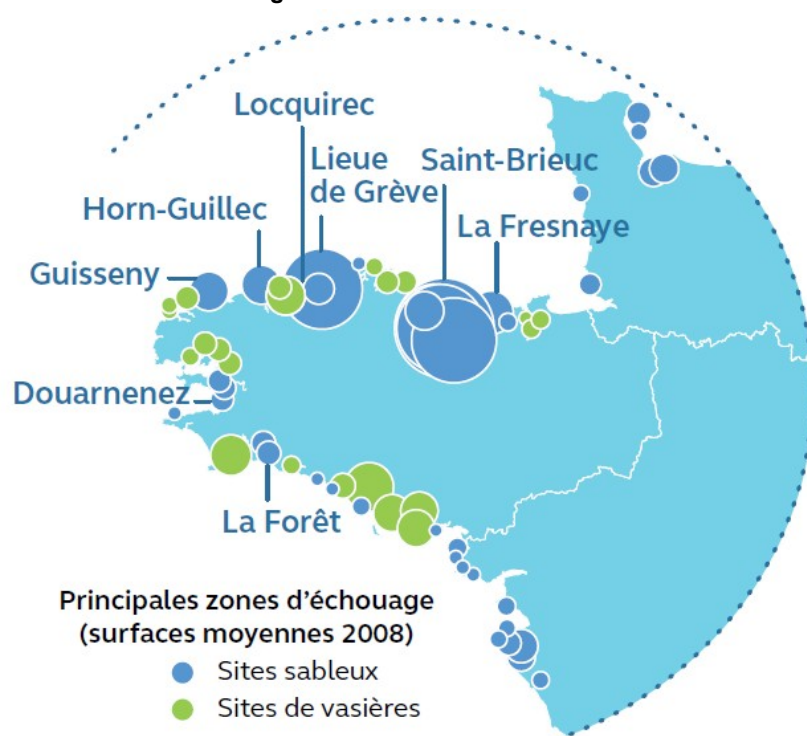 Locquirec
Lieue
de Grève
Saint-Brieuc
Horn-Guillec
La Fresnaye
Guisseny
Douarnenez
La Forêt
Principales zones d'échouage
(surfaces moyennes 2008)
Sites sableux
Sites de vasières